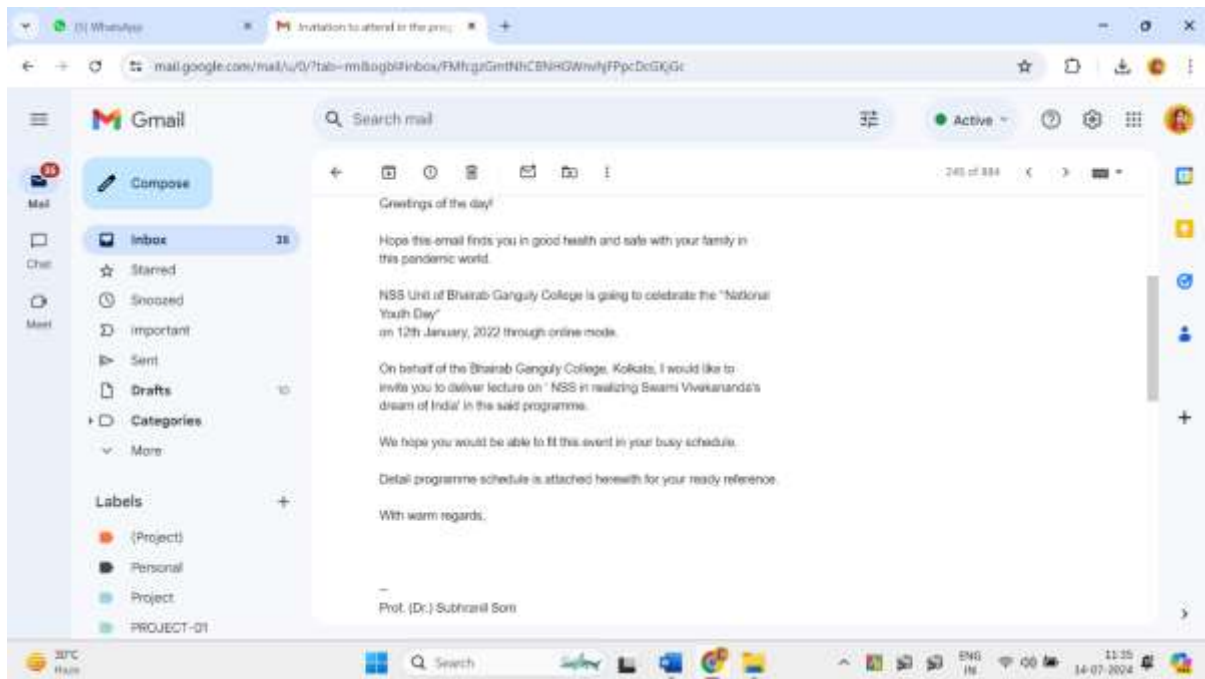 (5) WhatsApp
Invitation to attend in the prog
Gmail
Search mail
Active
35
Mail
Compose
245 of 884
Greetings of the day!
Inbox 35
Hope this email finds you in good health and safe with your family in
this pandemic world.
Chat
Starred
Snoozed
NSS Unit of Bhairab Ganguly College is going to celebrate the "National
Youth Day"
on 12th January, 2022 through online mode.
Meet
Important
Sent
On behalf of the Bhairab Ganguly College, Kolkata, I would like to
invite you to deliver lecture on ' NSS in realizing Swami Vivekananda's
dream of India' in the said programme.
Drafts 10
Categories
We hope you would be able to fit this event in your busy schedule.
More
Detail programme schedule is attached herewith for your ready reference.
Labels
With warm regards,
(Project)
Personal
Project
--
Prof. (Dr.) Subhranil Som
PROJECT-01
30°C
Haze
Search
ENG
IN
11:35
14-07-2024